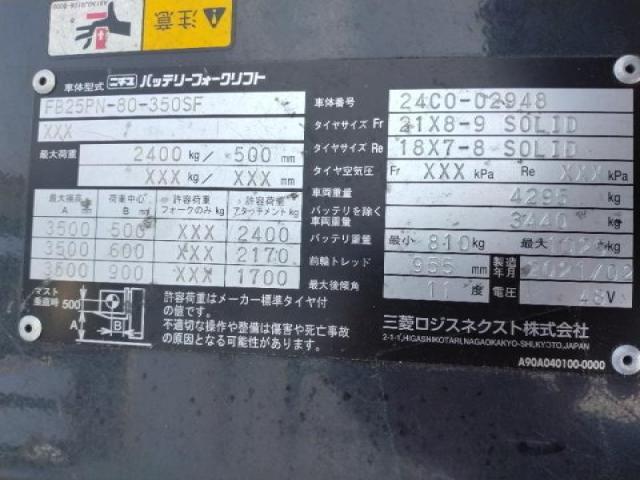 注意
車体型式 ニチユ バッテリーフォークリフト
FB25PN-80-350SF
XXX
最大荷重 2400 kg / 500 mm
XXX kg / XXX mm
最大揚高 A 荷重中心 B mm 許容荷重 フォークのみ kg 許容荷重 アタッチメント kg
3500 500 XXX 2400
3500 600 XXX 2170
3500 900 XXX 1700
マスト垂直時 500 A B
許容荷重はメーカー標準タイヤ付
の値です。
不適切な操作や整備は傷害や死亡事故
の原因となる可能性があります。
車体番号 24C0-02948
タイヤサイズ Fr 21X8-9 SOLID
タイヤサイズ Re 18X7-8 SOLID
タイヤ空気圧 Fr XXX kPa Re XXX kPa
車両重量 4295 kg
バッテリを除く車両重量 3440 kg
バッテリ重量 最小 810 kg 最大 kg
前輪トレッド 955 mm 製造年月 2021/02
最大後傾角 11 度 電圧 48 V
三菱ロジスネクスト株式会社
2-1-1,HIGASHIKOTARI,NAGAOKAKYO-SHI,KYOTO,JAPAN
A90A040100-0000